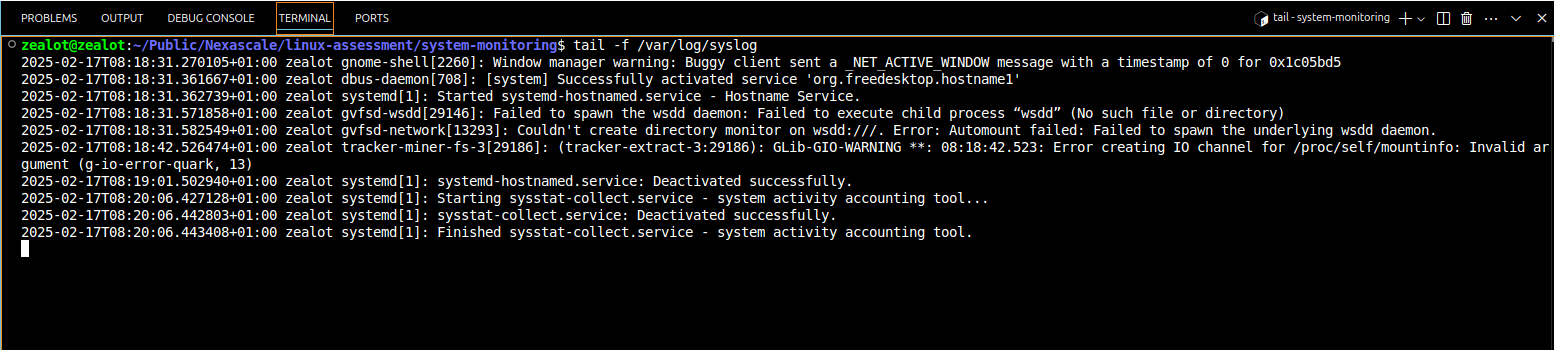 PROBLEMS OUTPUT DEBUG CONSOLE TERMINAL PORTS tail - system-monitoring
zealot@zealot:~/Public/Nexascale/linux-assessment/system-monitoring$ tail -f /var/log/syslog
2025-02-17T08:18:31.270105+01:00 zealot gnome-shell[2260]: Window manager warning: Buggy client sent a _NET_ACTIVE_WINDOW message with a timestamp of 0 for 0x1c05bd5
2025-02-17T08:18:31.361667+01:00 zealot dbus-daemon[708]: [system] Successfully activated service 'org.freedesktop.hostname1'
2025-02-17T08:18:31.362739+01:00 zealot systemd[1]: Started systemd-hostnamed.service - Hostname Service.
2025-02-17T08:18:31.571858+01:00 zealot gvfsd-wsdd[29146]: Failed to spawn the wsdd daemon: Failed to execute child process “wsdd” (No such file or directory)
2025-02-17T08:18:31.582549+01:00 zealot gvfsd-network[13293]: Couldn't create directory monitor on wsdd:///. Error: Automount failed: Failed to spawn the underlying wsdd daemon.
2025-02-17T08:18:42.526474+01:00 zealot tracker-miner-fs-3[29186]: (tracker-extract-3:29186): GLib-GIO-WARNING **: 08:18:42.523: Error creating IO channel for /proc/self/mountinfo: Invalid ar
gument (g-io-error-quark, 13)
2025-02-17T08:19:01.502940+01:00 zealot systemd[1]: systemd-hostnamed.service: Deactivated successfully.
2025-02-17T08:20:06.427128+01:00 zealot systemd[1]: Starting sysstat-collect.service - system activity accounting tool...
2025-02-17T08:20:06.442803+01:00 zealot systemd[1]: sysstat-collect.service: Deactivated successfully.
2025-02-17T08:20:06.443408+01:00 zealot systemd[1]: Finished sysstat-collect.service - system activity accounting tool.